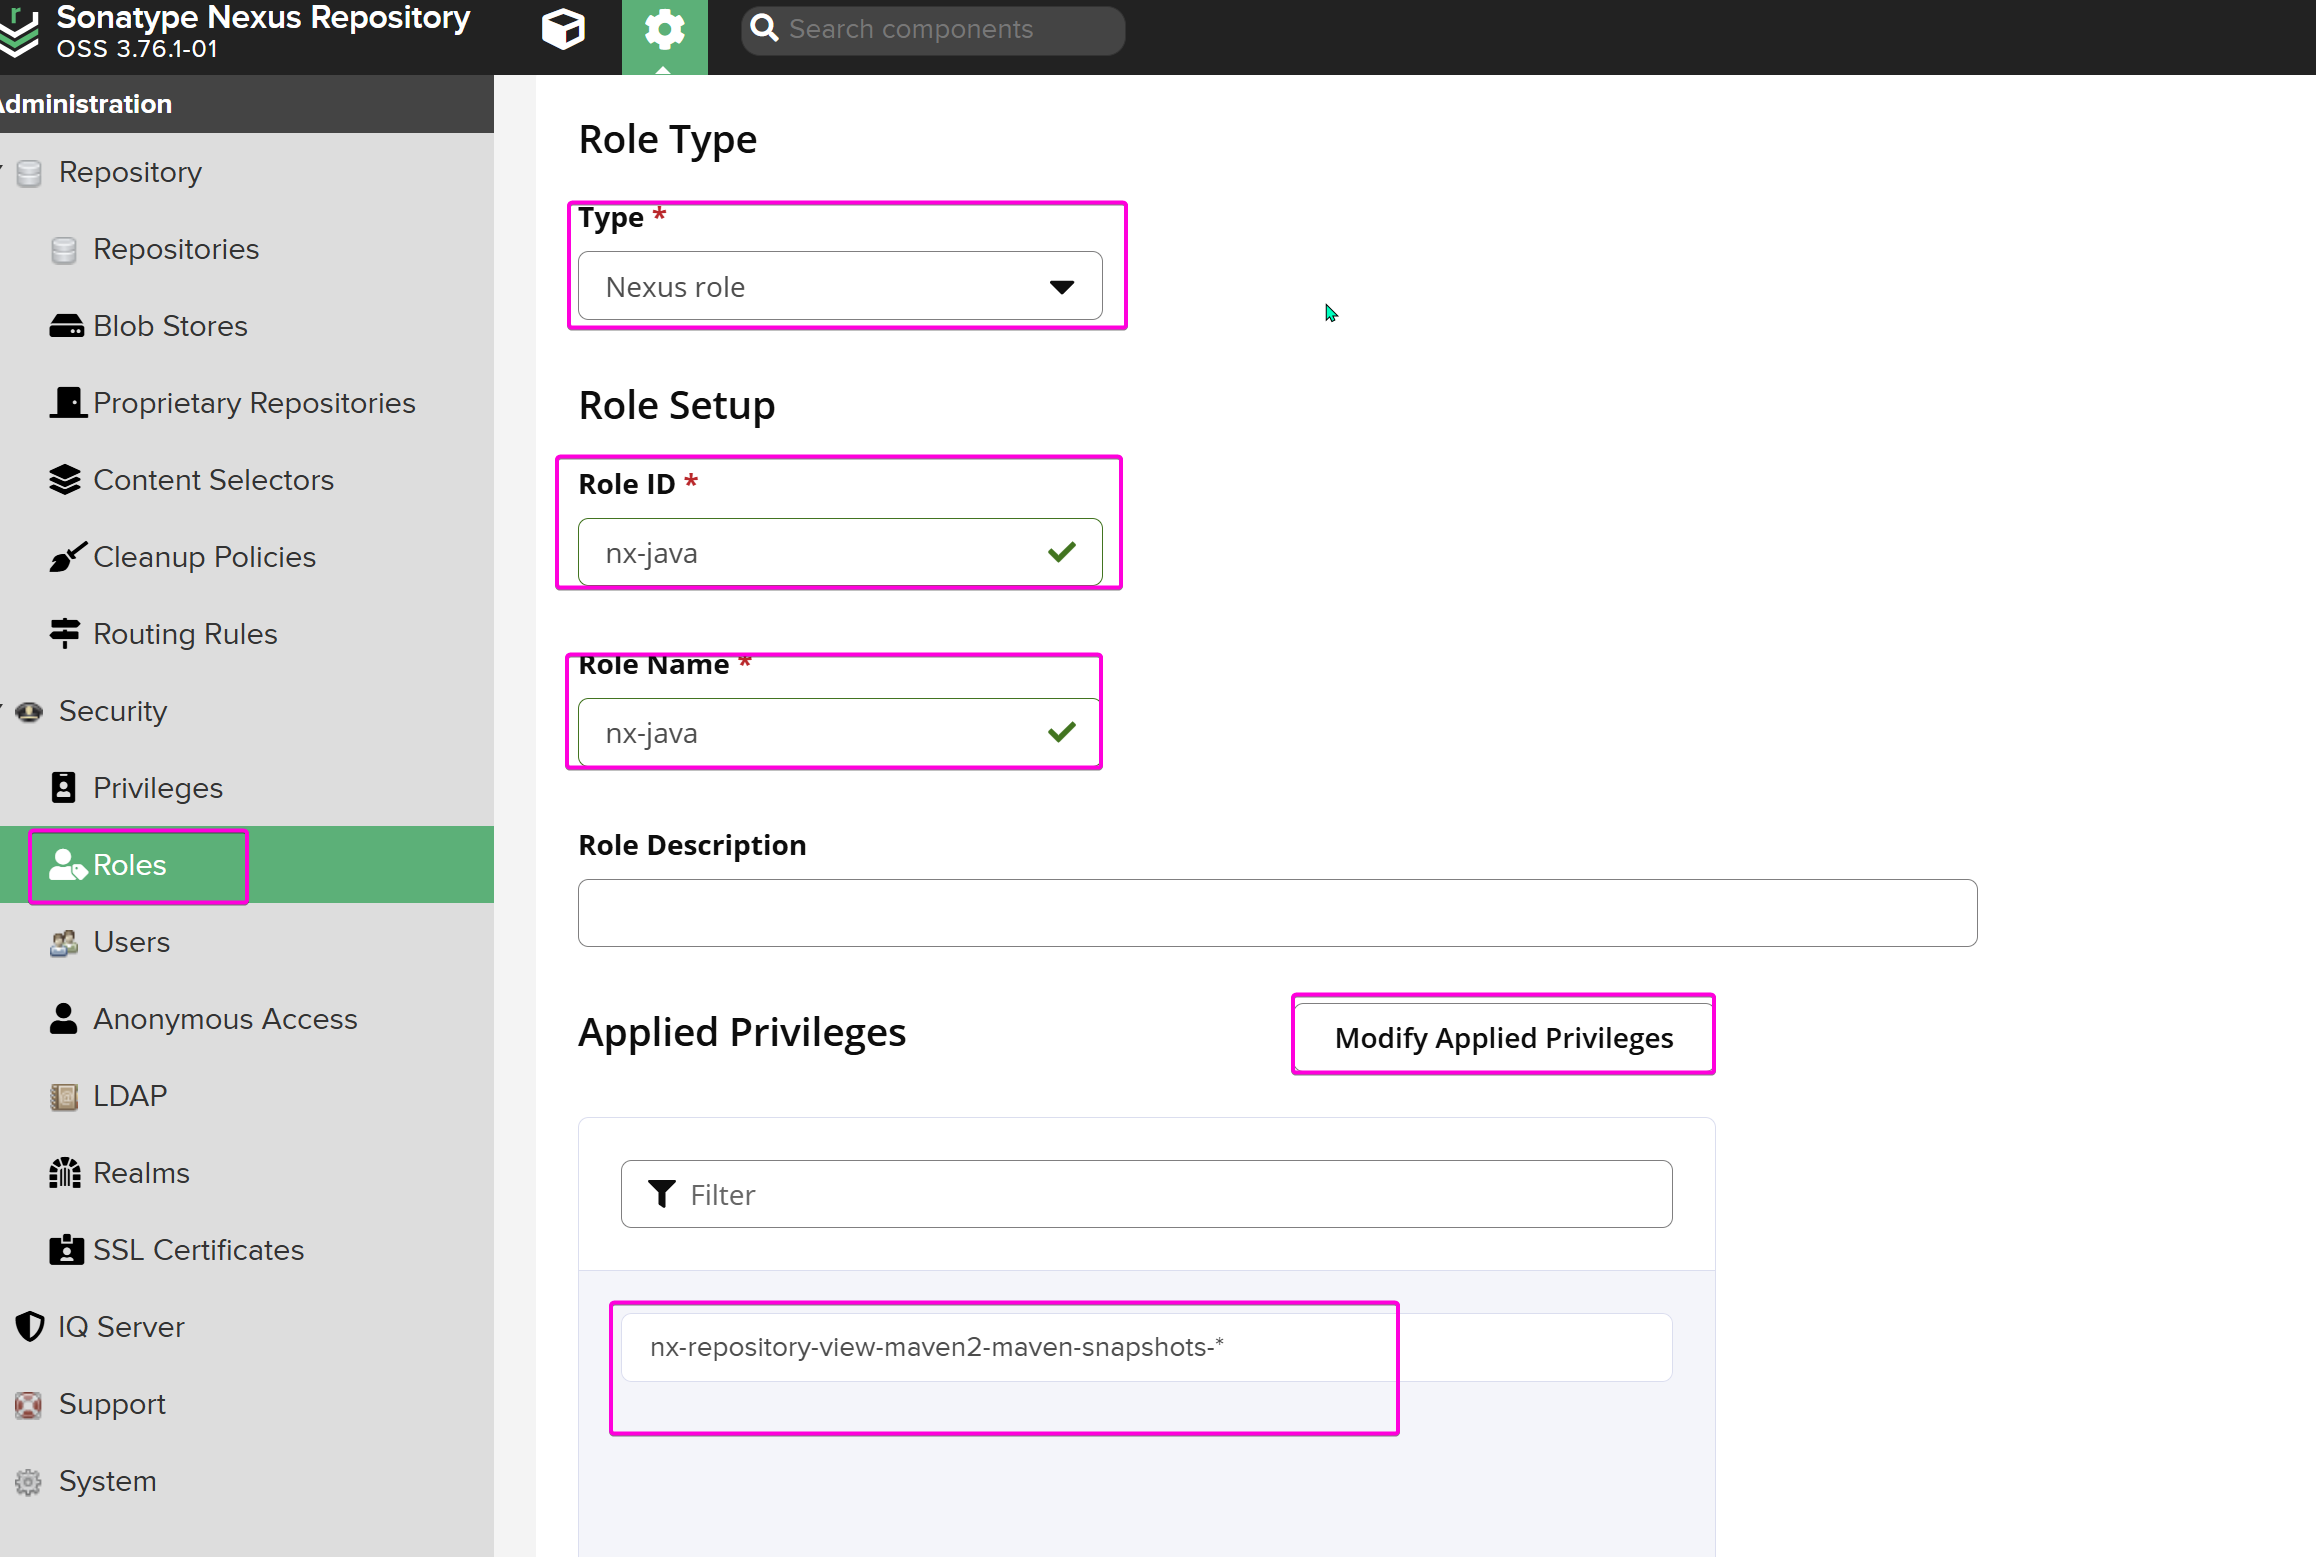 Sonatype Nexus Repository
OSS 3.76.1-01
Search components
Administration
Repository
Repositories
Blob Stores
Proprietary Repositories
Content Selectors
Cleanup Policies
Routing Rules
Security
Privileges
Roles
Users
Anonymous Access
LDAP
Realms
SSL Certificates
IQ Server
Support
System
Role Type
Type *
Nexus role
Role Setup
Role ID *
nx-java
Role Name *
nx-java
Role Description
Applied Privileges
Modify Applied Privileges
Filter
nx-repository-view-maven2-maven-snapshots-*